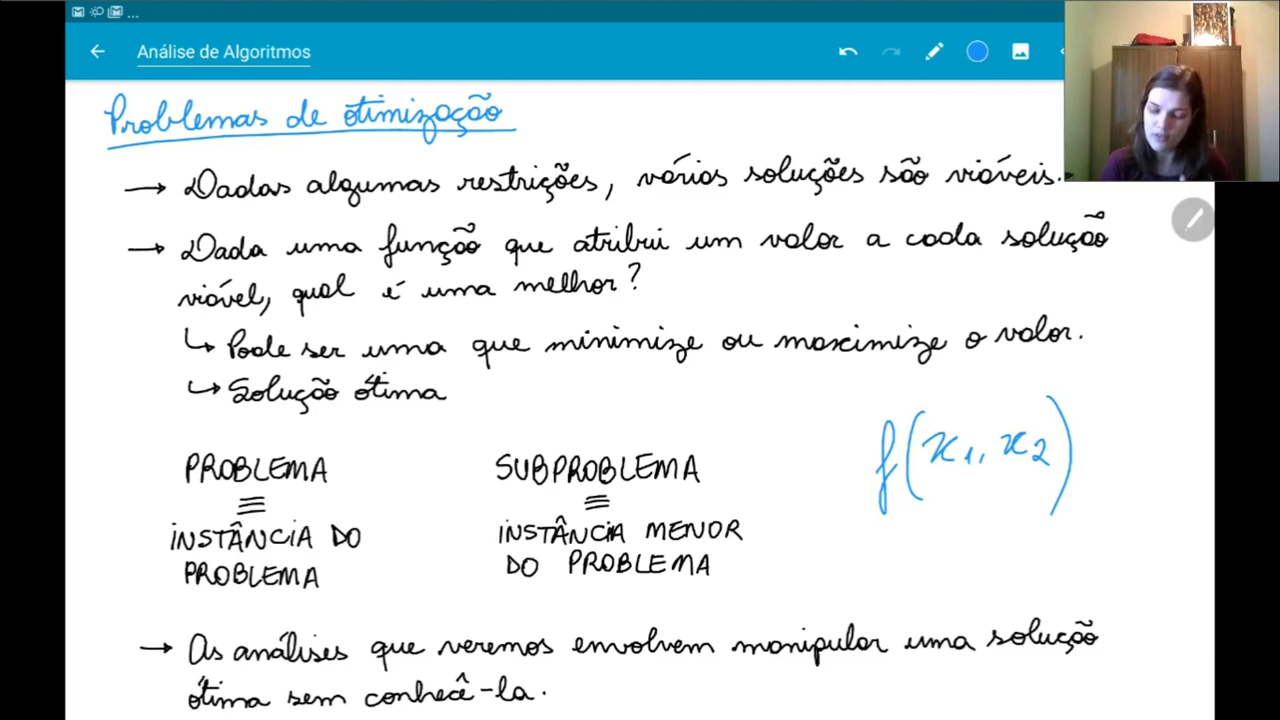 Análise de Algoritmos
Problemas de otimização
→ Dadas algumas restrições, várias soluções são viáveis.
→ Dada uma função que atribui um valor a cada solução
viável, qual é uma melhor?
↳ Pode ser uma que minimize ou maximize o valor.
↳ Solução ótima
f(x1, x2)
PROBLEMA
≡
INSTÂNCIA DO
PROBLEMA
SUBPROBLEMA
≡
INSTÂNCIA MENOR
DO PROBLEMA
→ As análises que veremos envolvem manipular uma solução
ótima sem conhecê-la.